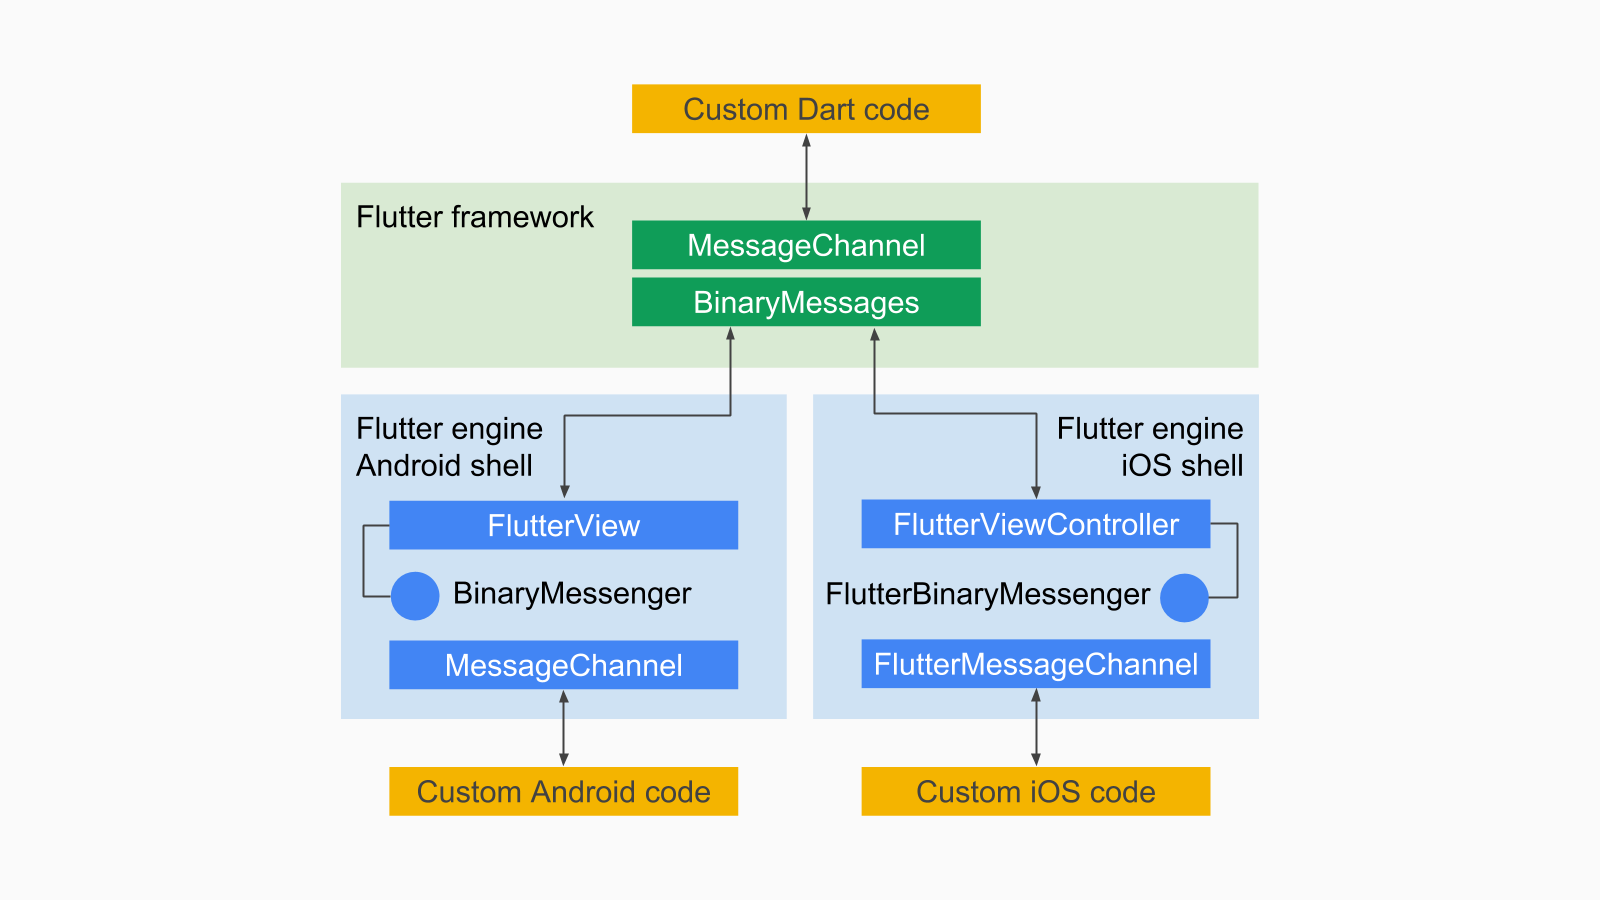 Custom Dart code
Flutter framework
MessageChannel
BinaryMessages
Flutter engine
Android shell
FlutterView
BinaryMessenger
MessageChannel
Custom Android code
Flutter engine
iOS shell
FlutterViewController
FlutterBinaryMessenger
FlutterMessageChannel
Custom iOS code